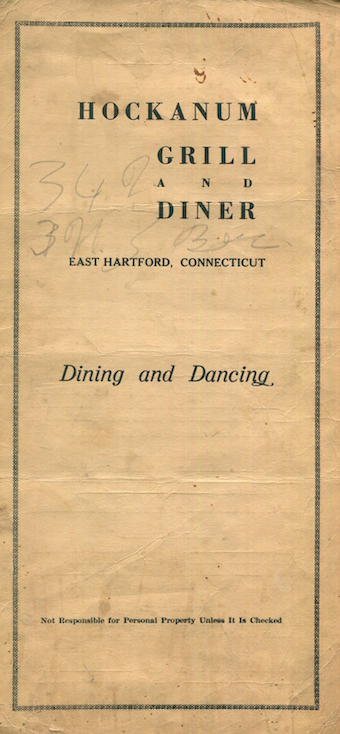 HOCKANUM
GRILL
AND
DINER
EAST HARTFORD, CONNECTICUT
Dining and Dancing
Not Responsible for Personal Property Unless It Is Checked